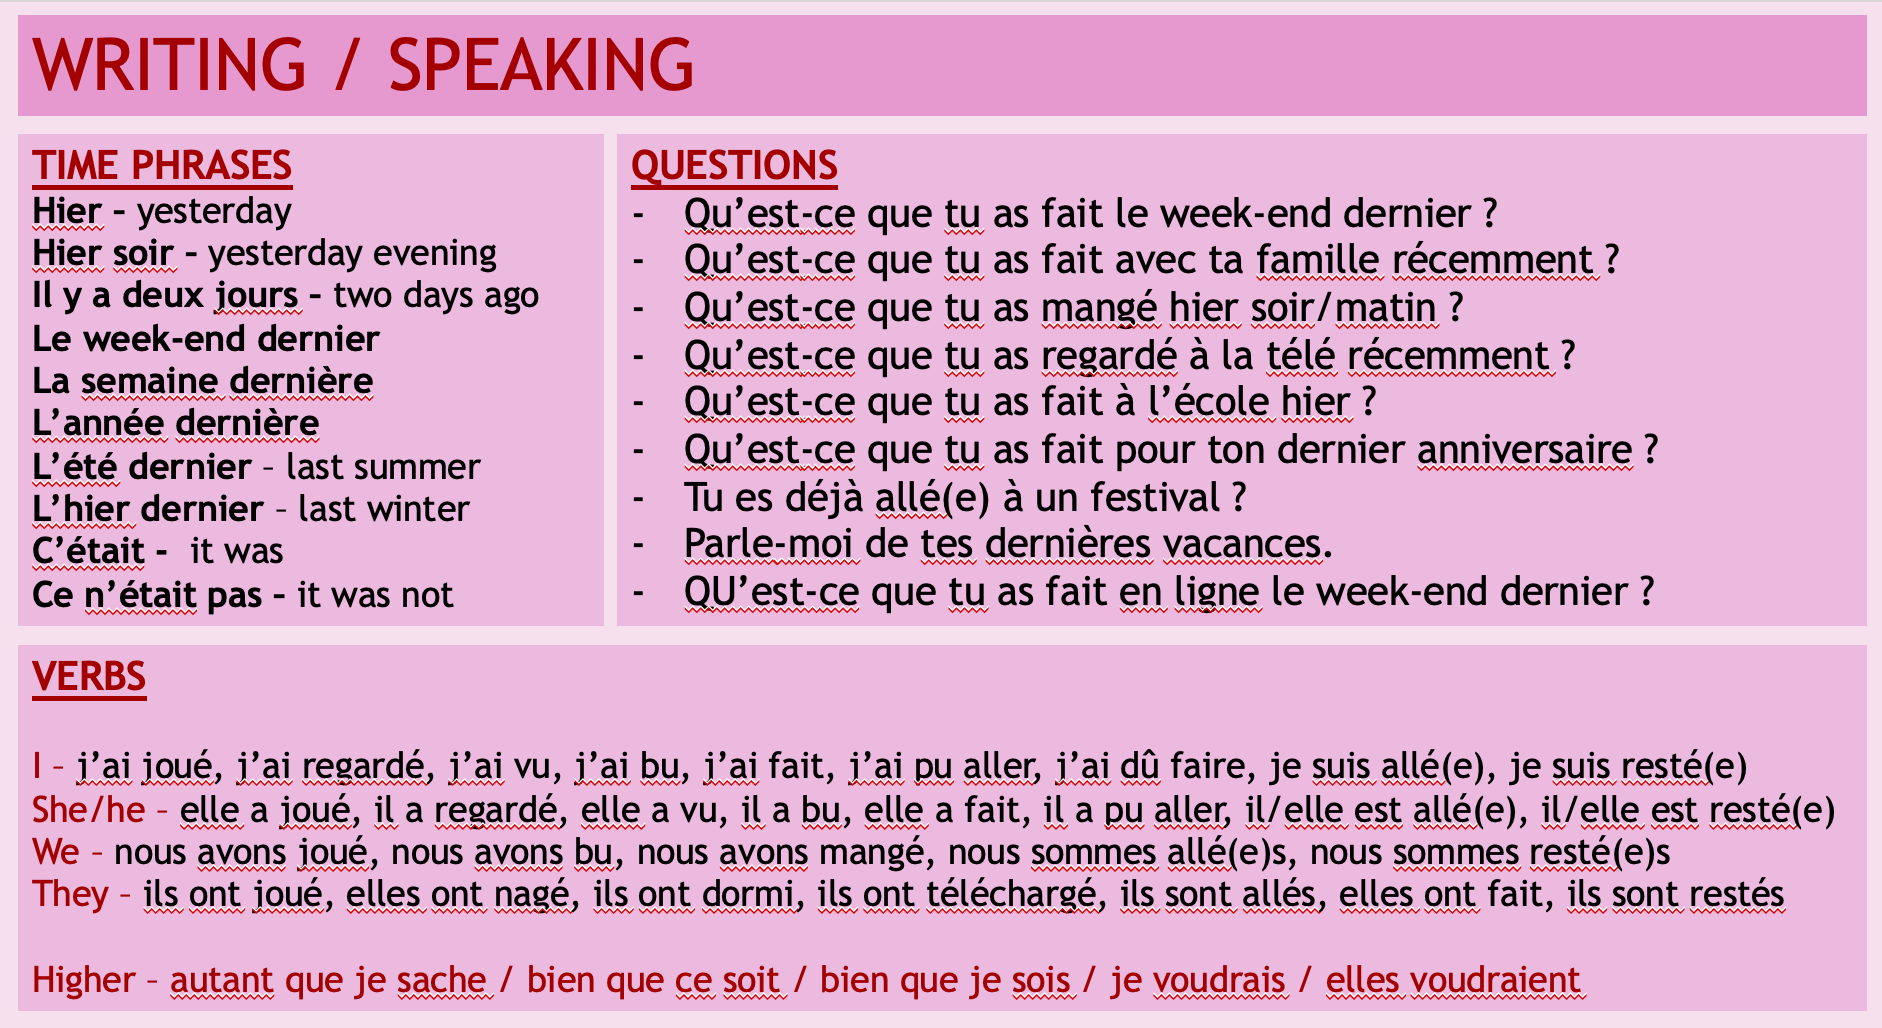 WRITING / SPEAKING
TIME PHRASES
Hier – yesterday
Hier soir – yesterday evening
Il y a deux jours – two days ago
Le week-end dernier
La semaine dernière
L’année dernière
L’été dernier – last summer
L’hier dernier – last winter
C’était -  it was
Ce n’était pas – it was not
QUESTIONS
- Qu’est-ce que tu as fait le week-end dernier ?
- Qu’est-ce que tu as fait avec ta famille récemment ?
- Qu’est-ce que tu as mangé hier soir/matin ?
- Qu’est-ce que tu as regardé à la télé récemment ?
- Qu’est-ce que tu as fait à l’école hier ?
- Qu’est-ce que tu as fait pour ton dernier anniversaire ?
- Tu es déjà allé(e) à un festival ?
- Parle-moi de tes dernières vacances.
- QU’est-ce que tu as fait en ligne le week-end dernier ?
VERBS
I – j’ai joué, j’ai regardé, j’ai vu, j’ai bu, j’ai fait, j’ai pu aller, j’ai dû faire, je suis allé(e), je suis resté(e)
She/he – elle a joué, il a regardé, elle a vu, il a bu, elle a fait, il a pu aller, il/elle est allé(e), il/elle est resté(e)
We – nous avons joué, nous avons bu, nous avons mangé, nous sommes allé(e)s, nous sommes resté(e)s
They – ils ont joué, elles ont nagé, ils ont dormi, ils ont téléchargé, ils sont allés, elles ont fait, ils sont restés
Higher – autant que je sache / bien que ce soit / bien que je sois / je voudrais / elles voudraient